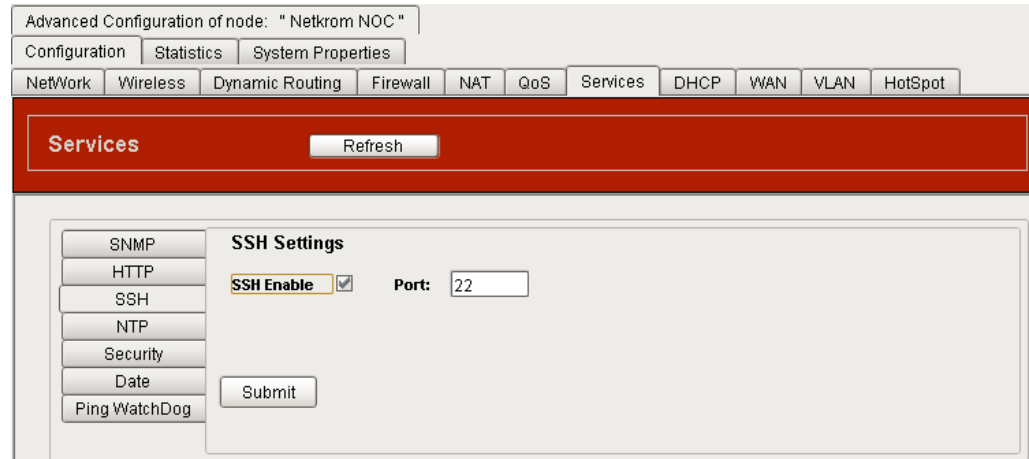 Advanced Configuration of node: "Netkrom NOC"
Configuration Statistics System Properties
NetWork Wireless Dynamic Routing Firewall NAT QoS Services DHCP WAN VLAN HotSpot
Services Refresh
SNMP
HTTP
SSH
NTP
Security
Date
Ping WatchDog
SSH Settings
SSH Enable Port: 22
Submit